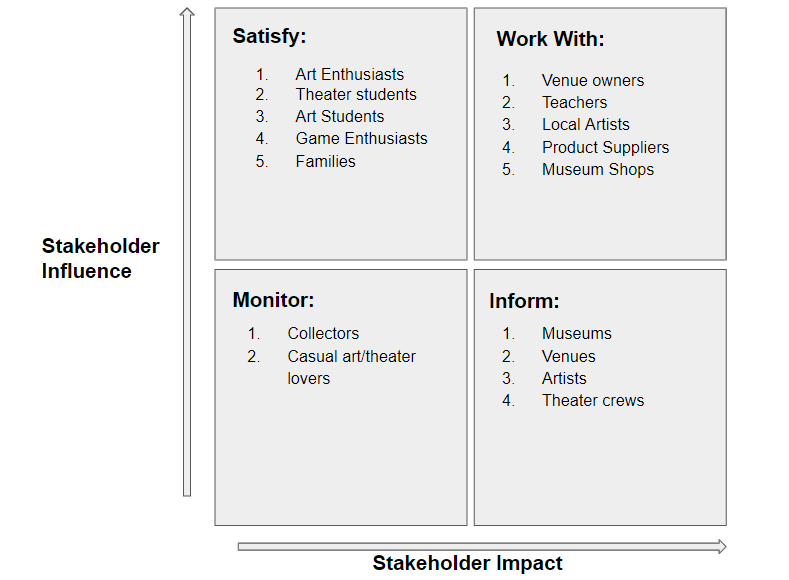 Satisfy:
1. Art Enthusiasts
2. Theater students
3. Art Students
4. Game Enthusiasts
5. Families
Work With:
1. Venue owners
2. Teachers
3. Local Artists
4. Product Suppliers
5. Museum Shops
Stakeholder
Influence
Monitor:
1. Collectors
2. Casual art/theater
lovers
Inform:
1. Museums
2. Venues
3. Artists
4. Theater crews
Stakeholder Impact